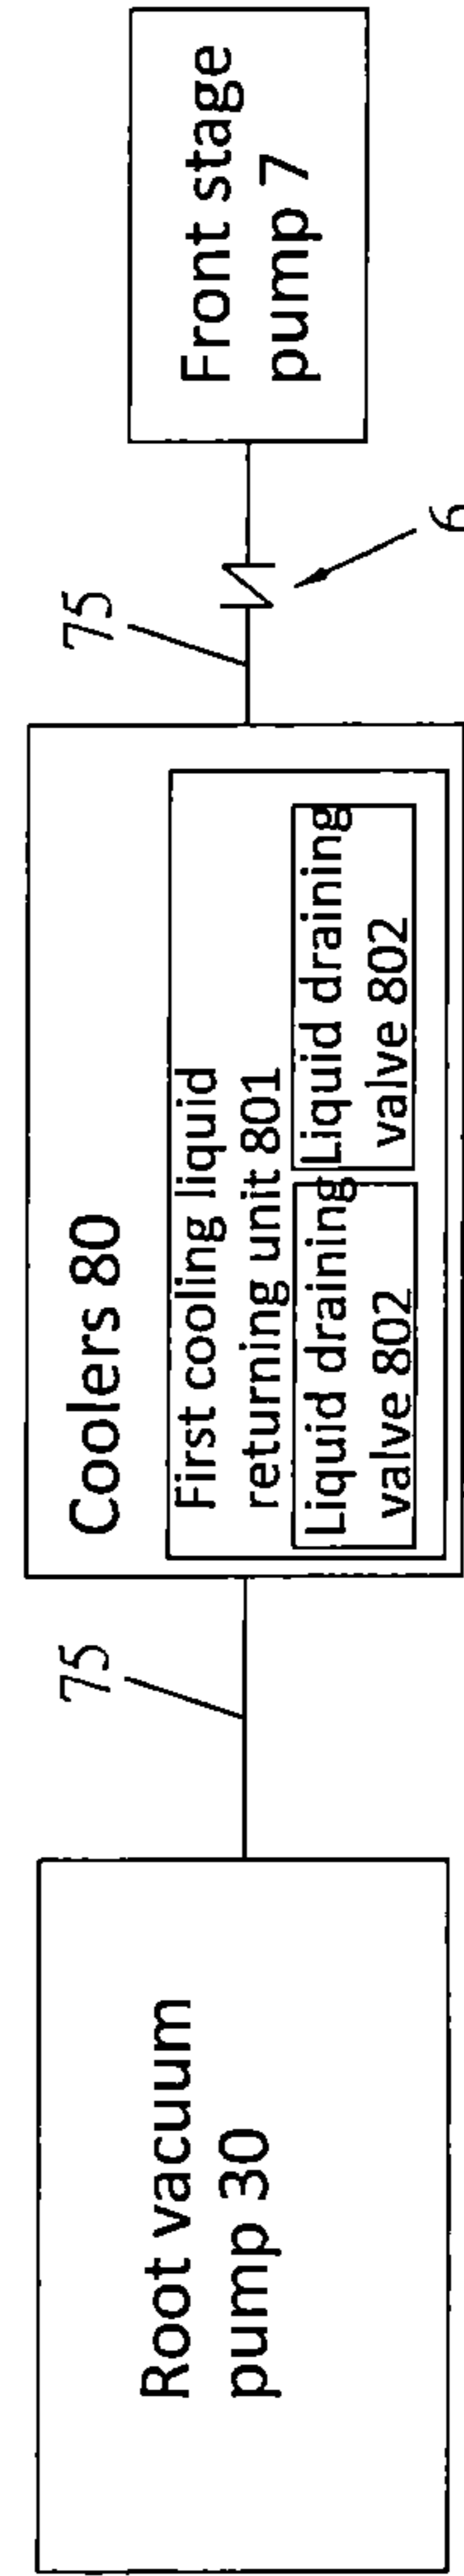 Root vacuum
pump 30
75
Coolers 80
First cooling liquid
returning unit 801
Liquid draining
valve 802
Liquid draining
valve 802
75
6
Front stage
pump 7